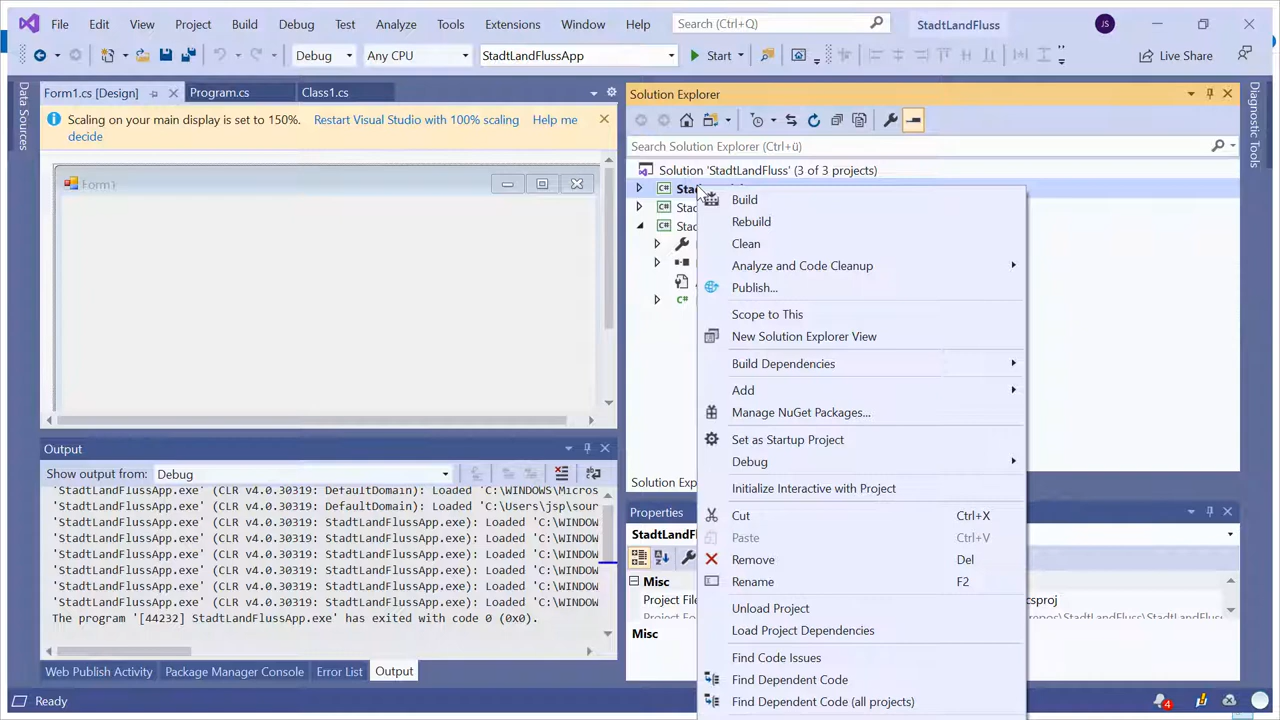 File Edit View Project Build Debug Test Analyze Tools Extensions Window Help Search (Ctrl+Q) StadtLandFluss JS
Debug Any CPU StadtLandFlussApp Start Live Share
Data Sources
Form1.cs [Design] Program.cs Class1.cs
Scaling on your main display is set to 150%. Restart Visual Studio with 100% scaling Help me
decide
Form1
Output
Show output from: Debug
'StadtLandFlussApp.exe' (CLR v4.0.30319: DefaultDomain): Loaded 'C:\WINDOWS\Micros
'StadtLandFlussApp.exe' (CLR v4.0.30319: DefaultDomain): Loaded 'C:\Users\jsp\sour
'StadtLandFlussApp.exe' (CLR v4.0.30319: StadtLandFlussApp.exe): Loaded 'C:\WINDOW
'StadtLandFlussApp.exe' (CLR v4.0.30319: StadtLandFlussApp.exe): Loaded 'C:\WINDOW
'StadtLandFlussApp.exe' (CLR v4.0.30319: StadtLandFlussApp.exe): Loaded 'C:\WINDOW
'StadtLandFlussApp.exe' (CLR v4.0.30319: StadtLandFlussApp.exe): Loaded 'C:\WINDOW
'StadtLandFlussApp.exe' (CLR v4.0.30319: StadtLandFlussApp.exe): Loaded 'C:\WINDOW
'StadtLandFlussApp.exe' (CLR v4.0.30319: StadtLandFlussApp.exe): Loaded 'C:\WINDOW
The program '[44232] StadtLandFlussApp.exe' has exited with code 0 (0x0).
Web Publish Activity Package Manager Console Error List Output
Solution Explorer
Search Solution Explorer (Ctrl+ü)
Solution 'StadtLandFluss' (3 of 3 projects)
C# Stad
C# Stad
C# Stad
C#
Build
Rebuild
Clean
Analyze and Code Cleanup
Publish...
Scope to This
New Solution Explorer View
Build Dependencies
Add
Manage NuGet Packages...
Set as Startup Project
Debug
Initialize Interactive with Project
Cut Ctrl+X
Paste Ctrl+V
Remove Del
Rename F2
Unload Project
Load Project Dependencies
Find Code Issues
Find Dependent Code
Find Dependent Code (all projects)
Solution Exp
Properties
StadtLandFl
Misc
Project File csproj
Misc
Diagnostic Tools
Ready 4